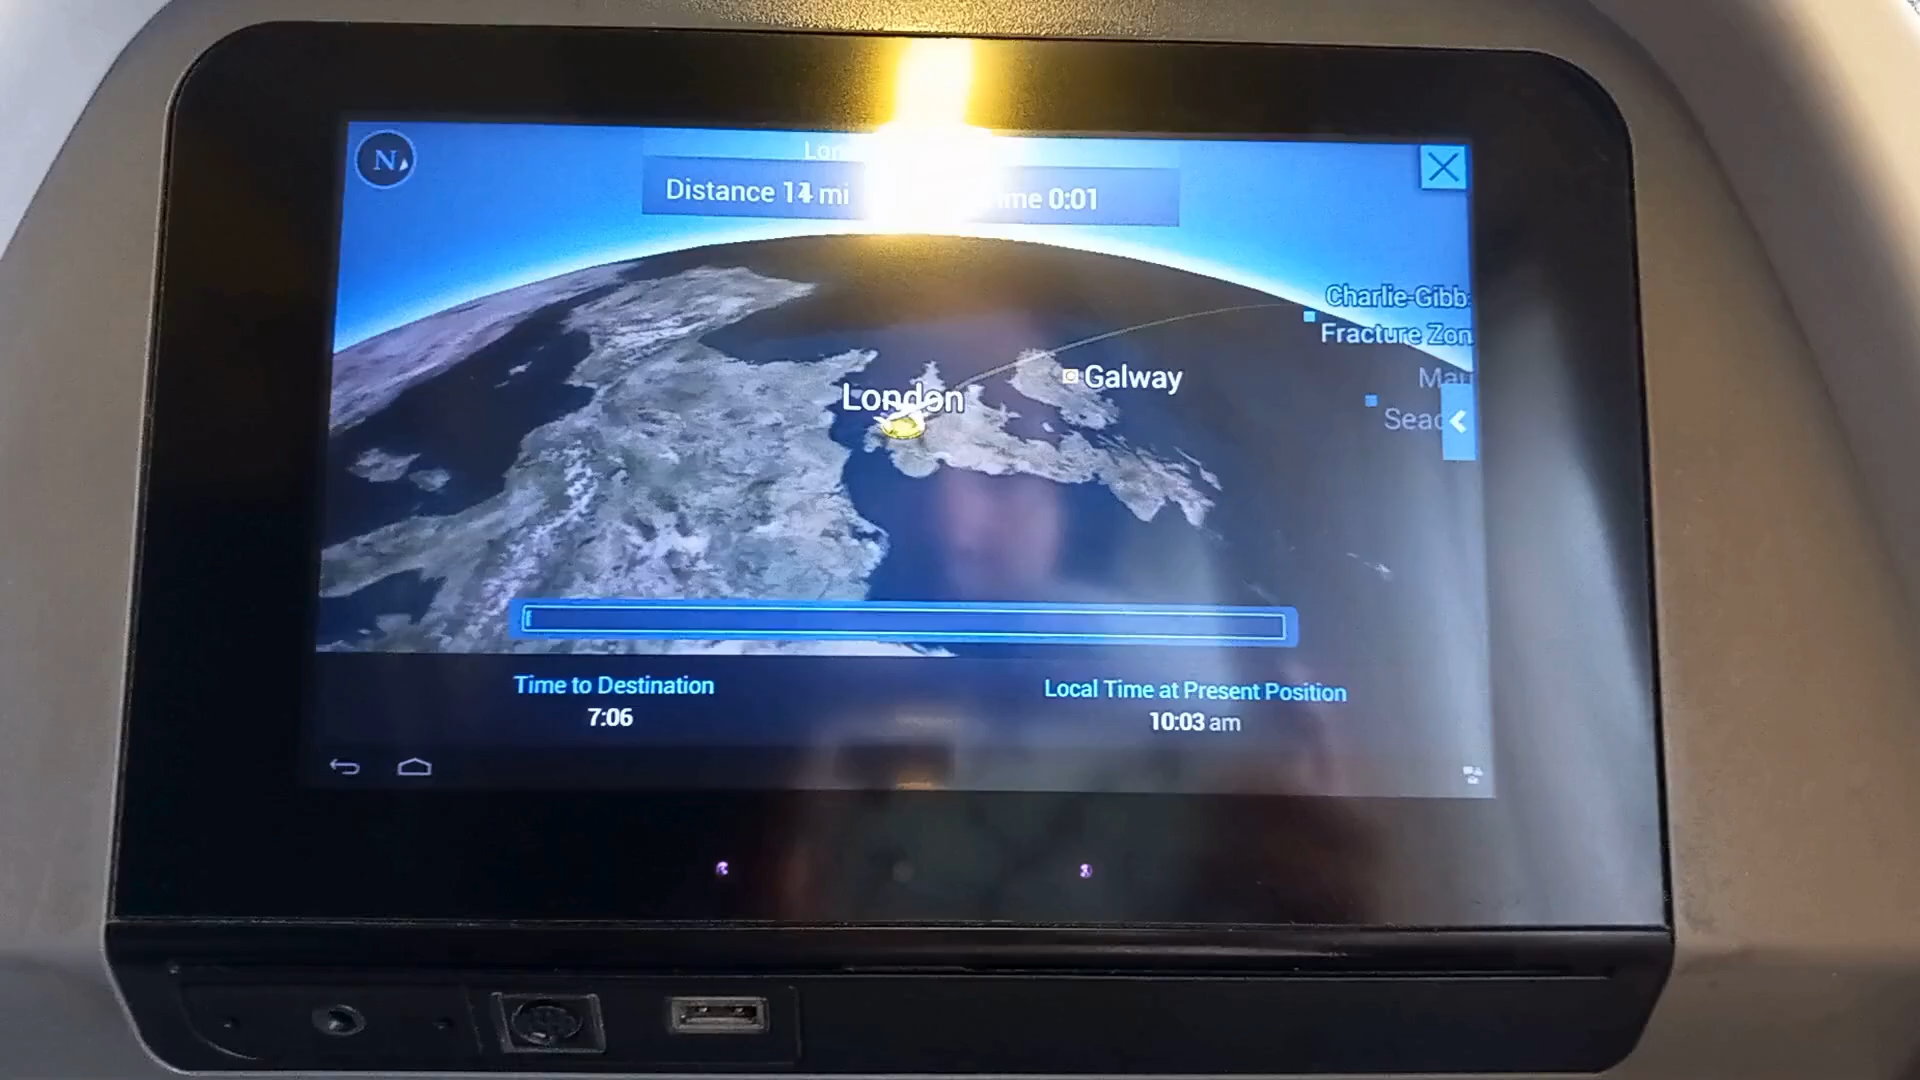 N
Distance mi
0:01
Charlie-Gibb
Fracture Zon
Galway
London
Time to Destination
7:06
Local Time at Present Position
10:03 am